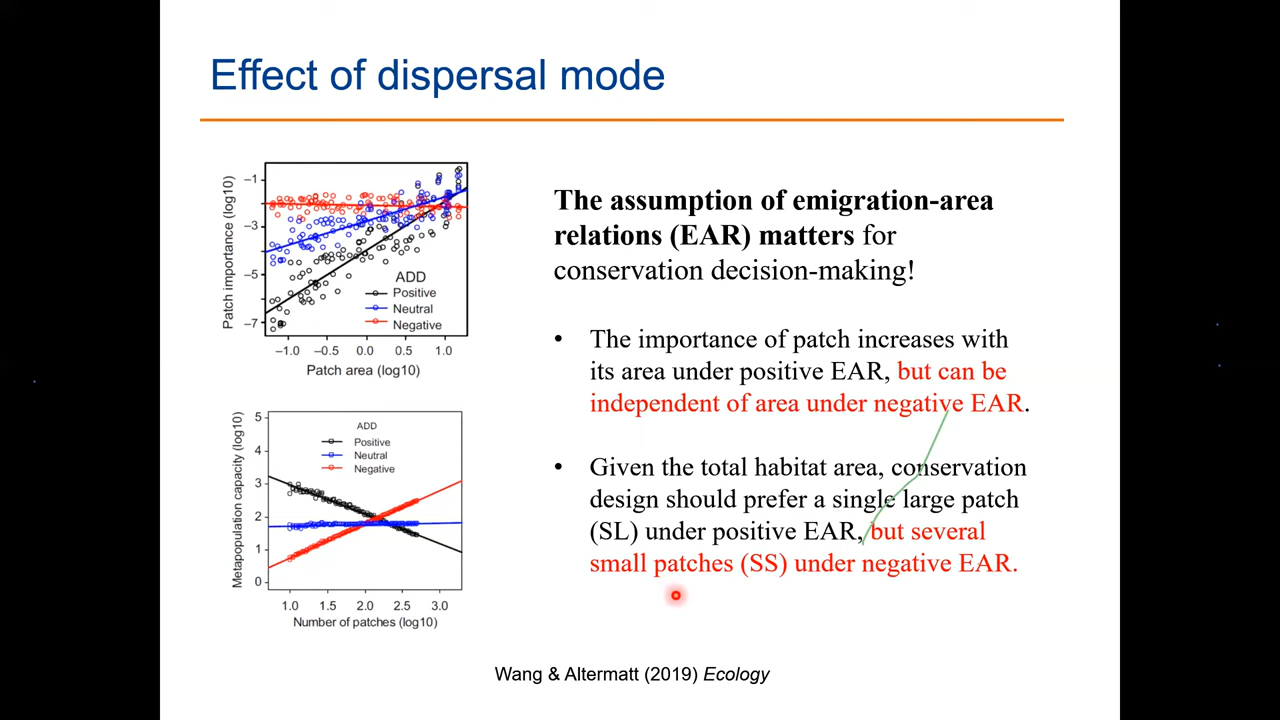 Effect of dispersal mode
Patch importance (log10)
−1
−3
−5
−7
ADD
Positive
Neutral
Negative
−1.0 −0.5 0.0 0.5 1.0
Patch area (log10)
Metapopulation capacity (log10)
5
4
3
2
1
0
ADD
Positive
Neutral
Negative
1.0 1.5 2.0 2.5 3.0
Number of patches (log10)
The assumption of emigration-area
relations (EAR) matters for
conservation decision-making!
• The importance of patch increases with
its area under positive EAR, but can be
independent of area under negative EAR.
• Given the total habitat area, conservation
design should prefer a single large patch
(SL) under positive EAR, but several
small patches (SS) under negative EAR.
Wang & Altermatt (2019) Ecology